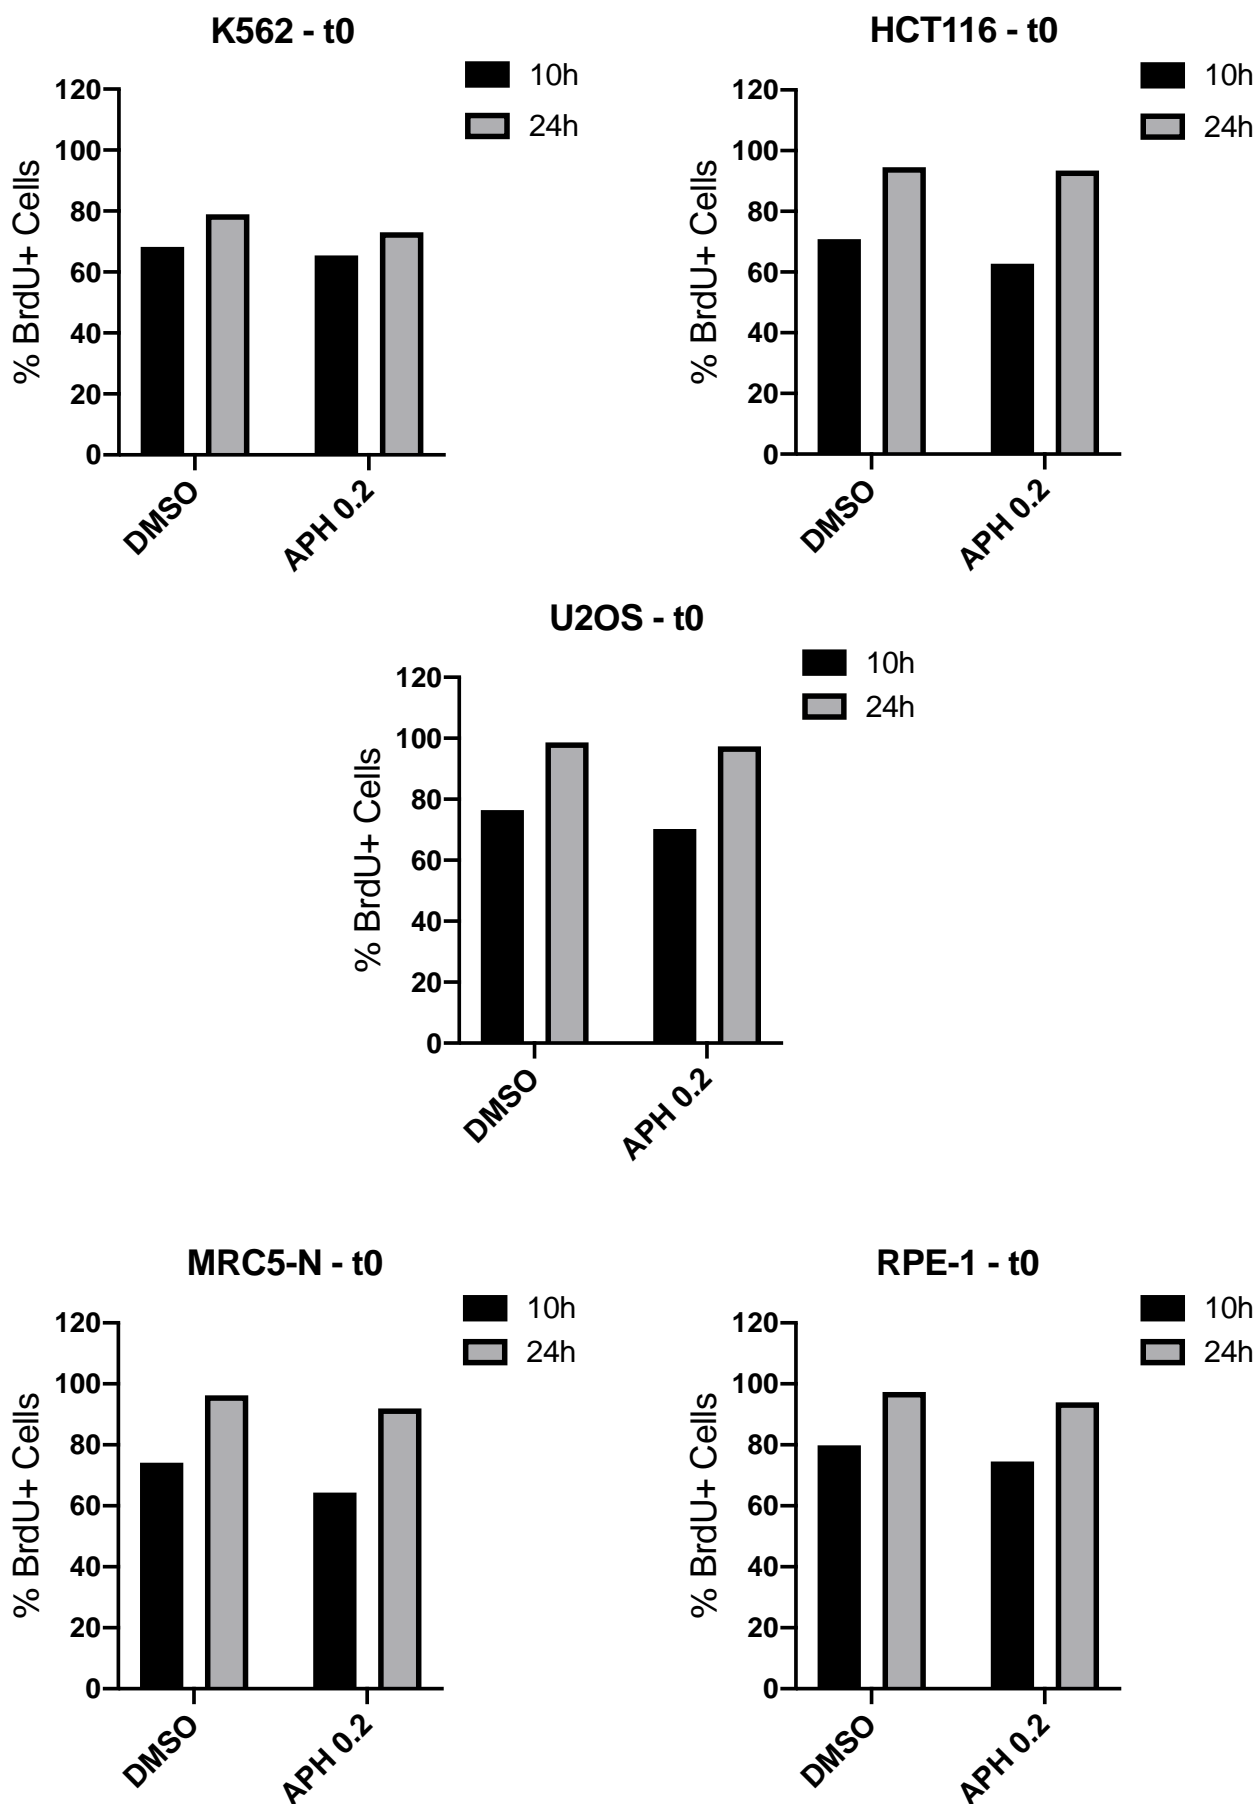 K562 - t0
10h
24h
% BrdU+ Cells
120
100
80
60
40
20
0
DMSO
APH 0.2
HCT116 - t0
10h
24h
% BrdU+ Cells
120
100
80
60
40
20
0
DMSO
APH 0.2
U2OS - t0
10h
24h
% BrdU+ Cells
120
100
80
60
40
20
0
DMSO
APH 0.2
MRC5-N - t0
10h
24h
% BrdU+ Cells
120
100
80
60
40
20
0
DMSO
APH 0.2
RPE-1 - t0
10h
24h
% BrdU+ Cells
120
100
80
60
40
20
0
DMSO
APH 0.2